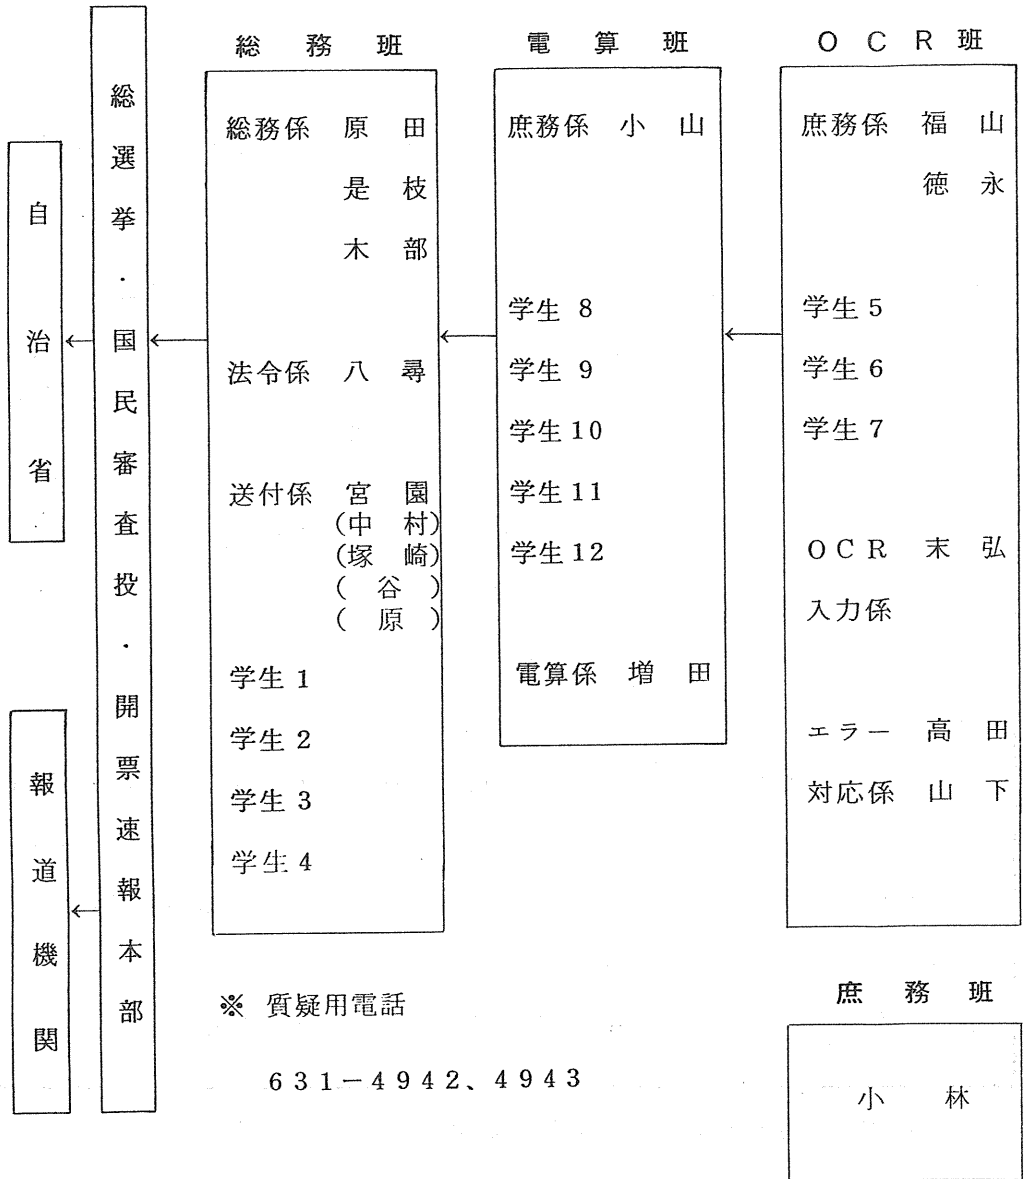 自治省
報道機関
総選挙・国民審査投・開票速報本部
総務班
総務係 原田
是枝
木部
法令係 八尋
送付係 宮園
(中村)
(塚崎)
(谷)
(原)
学生1
学生2
学生3
学生4
電算班
庶務係 小山
学生8
学生9
学生10
学生11
学生12
電算係 増田
OCR班
庶務係 福山
徳永
学生5
学生6
学生7
OCR 末弘
入力係
エラー 高田
対応係 山下
※ 質疑用電話
631-4942、4943
庶務班
小林